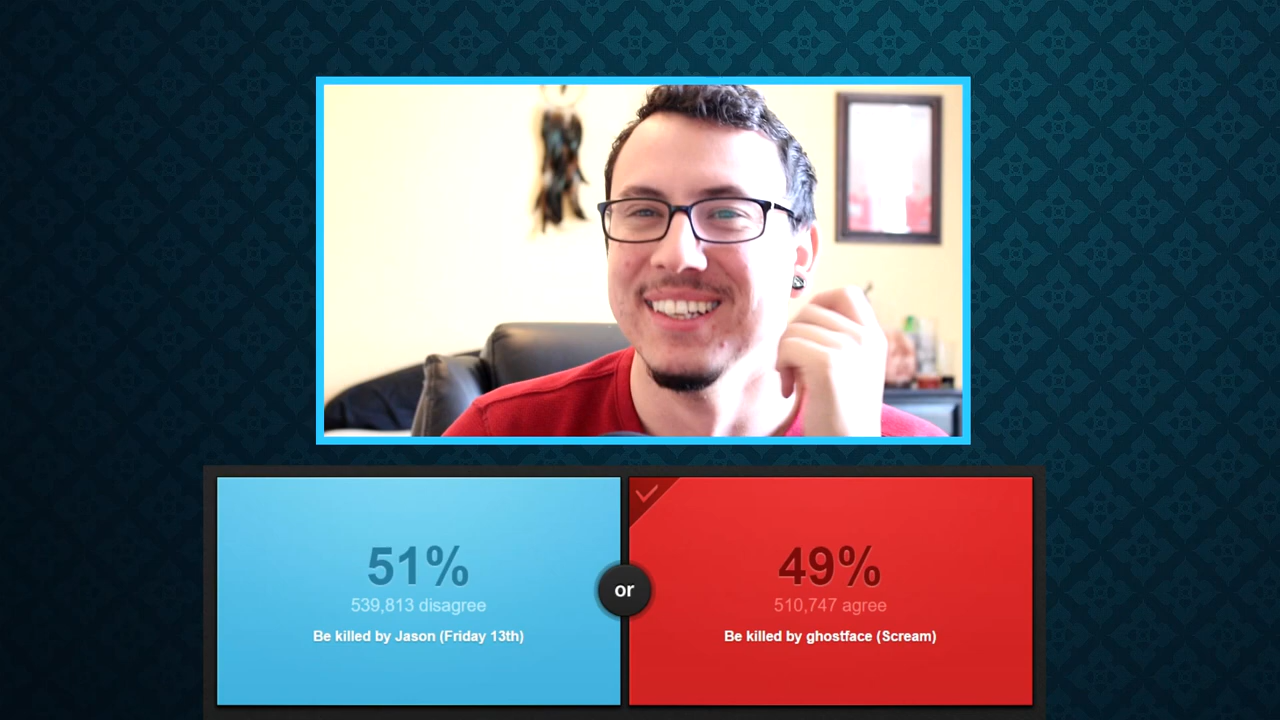 51%
539,813 disagree
Be killed by Jason (Friday 13th)
or
49%
510,747 agree
Be killed by ghostface (Scream)